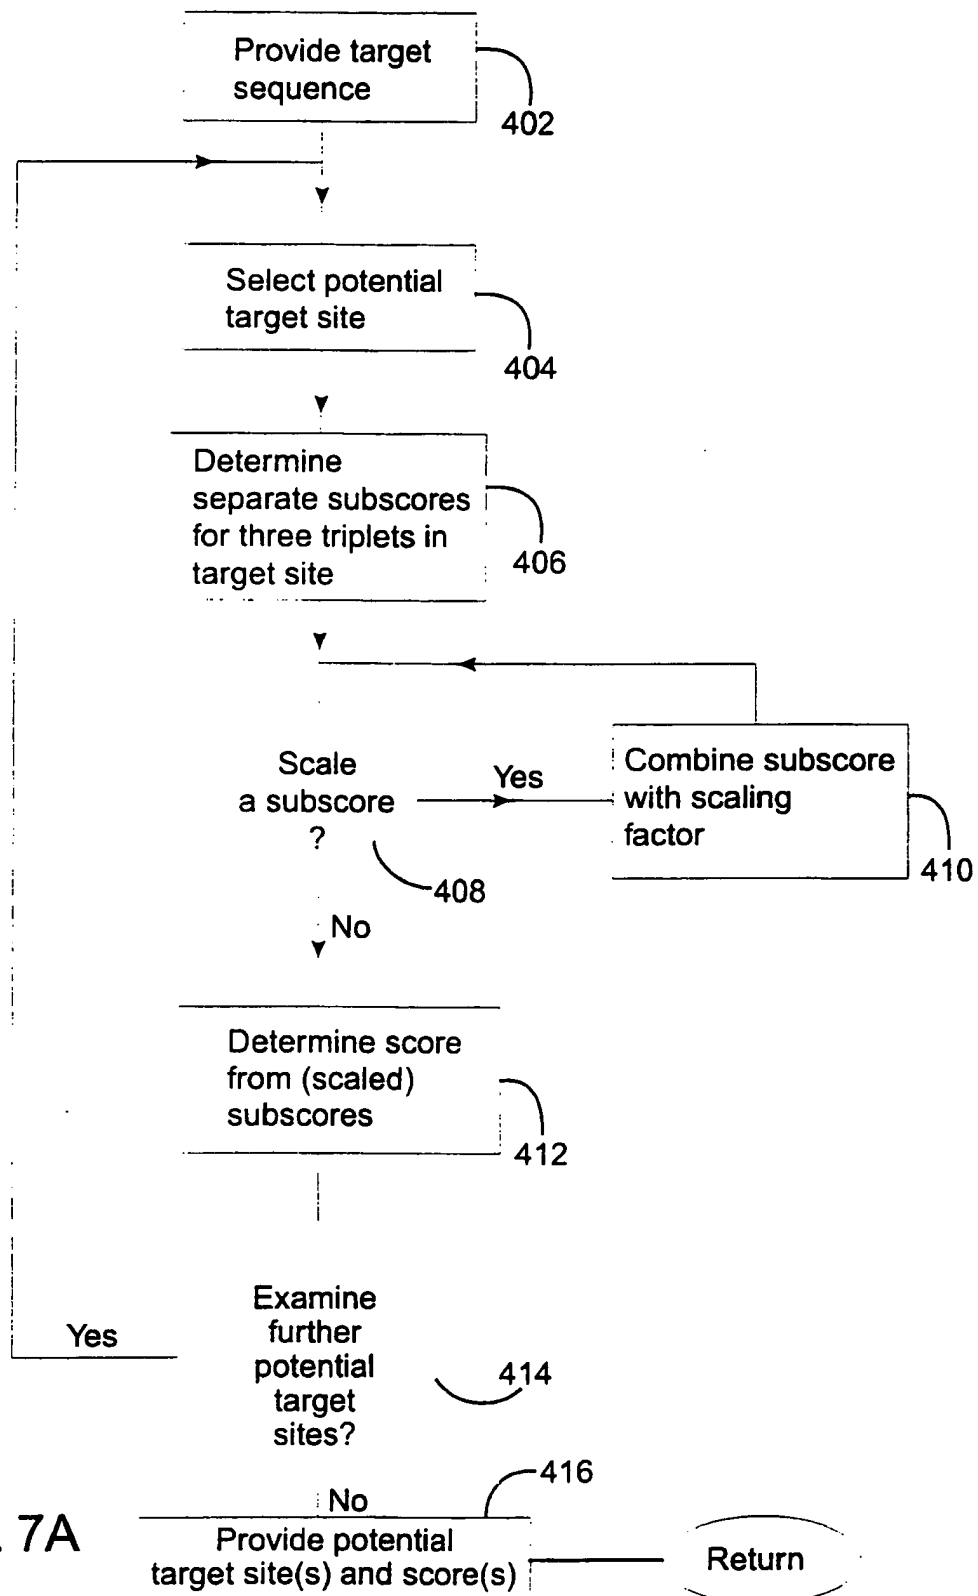 Provide target
sequence
402
Select potential
target site
404
Determine
separate subscores
for three triplets in
target site
406
Scale
a subscore
?
408
Yes
Combine subscore
with scaling
factor
410
No
Determine score
from (scaled)
subscores
412
Examine
further
potential
target
sites?
414
Yes
No
416
Provide potential
target site(s) and score(s)
Return
. 7A